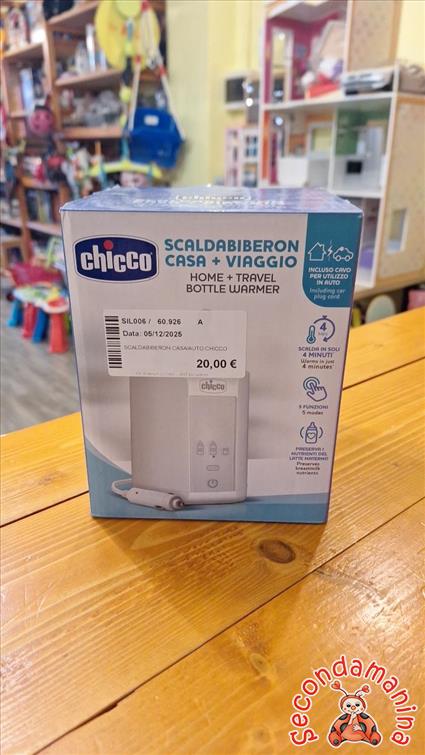 chicco
SCALDABIBERON
CASA + VIAGGIO
HOME + TRAVEL
BOTTLE WARMER
INCLUSO CAVO
PER UTILIZZO
IN AUTO
Including car
plug cord
SIL006 / 60.926 A
Data: 05/12/2025
SCALDABIBERON CASA/AUTO CHICCO
20,00 €
4
SCALDA IN SOLI
4 MINUTI
Warms in just
4 minutes
5 FUNZIONI
5 modes
PRESERVA I
NUTRIENTI DEL
LATTE MATERNO
Preserves
breastmilk
nutrients
chicco
Secondamanina